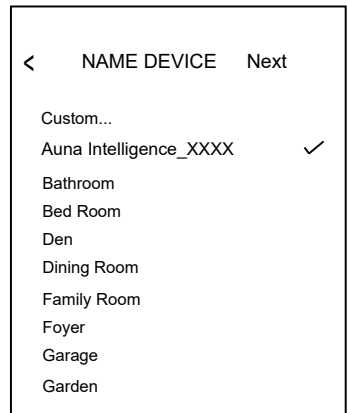 < NAME DEVICE Next
Custom...
Auna Intelligence_XXXX
Bathroom
Bed Room
Den
Dining Room
Family Room
Foyer
Garage
Garden